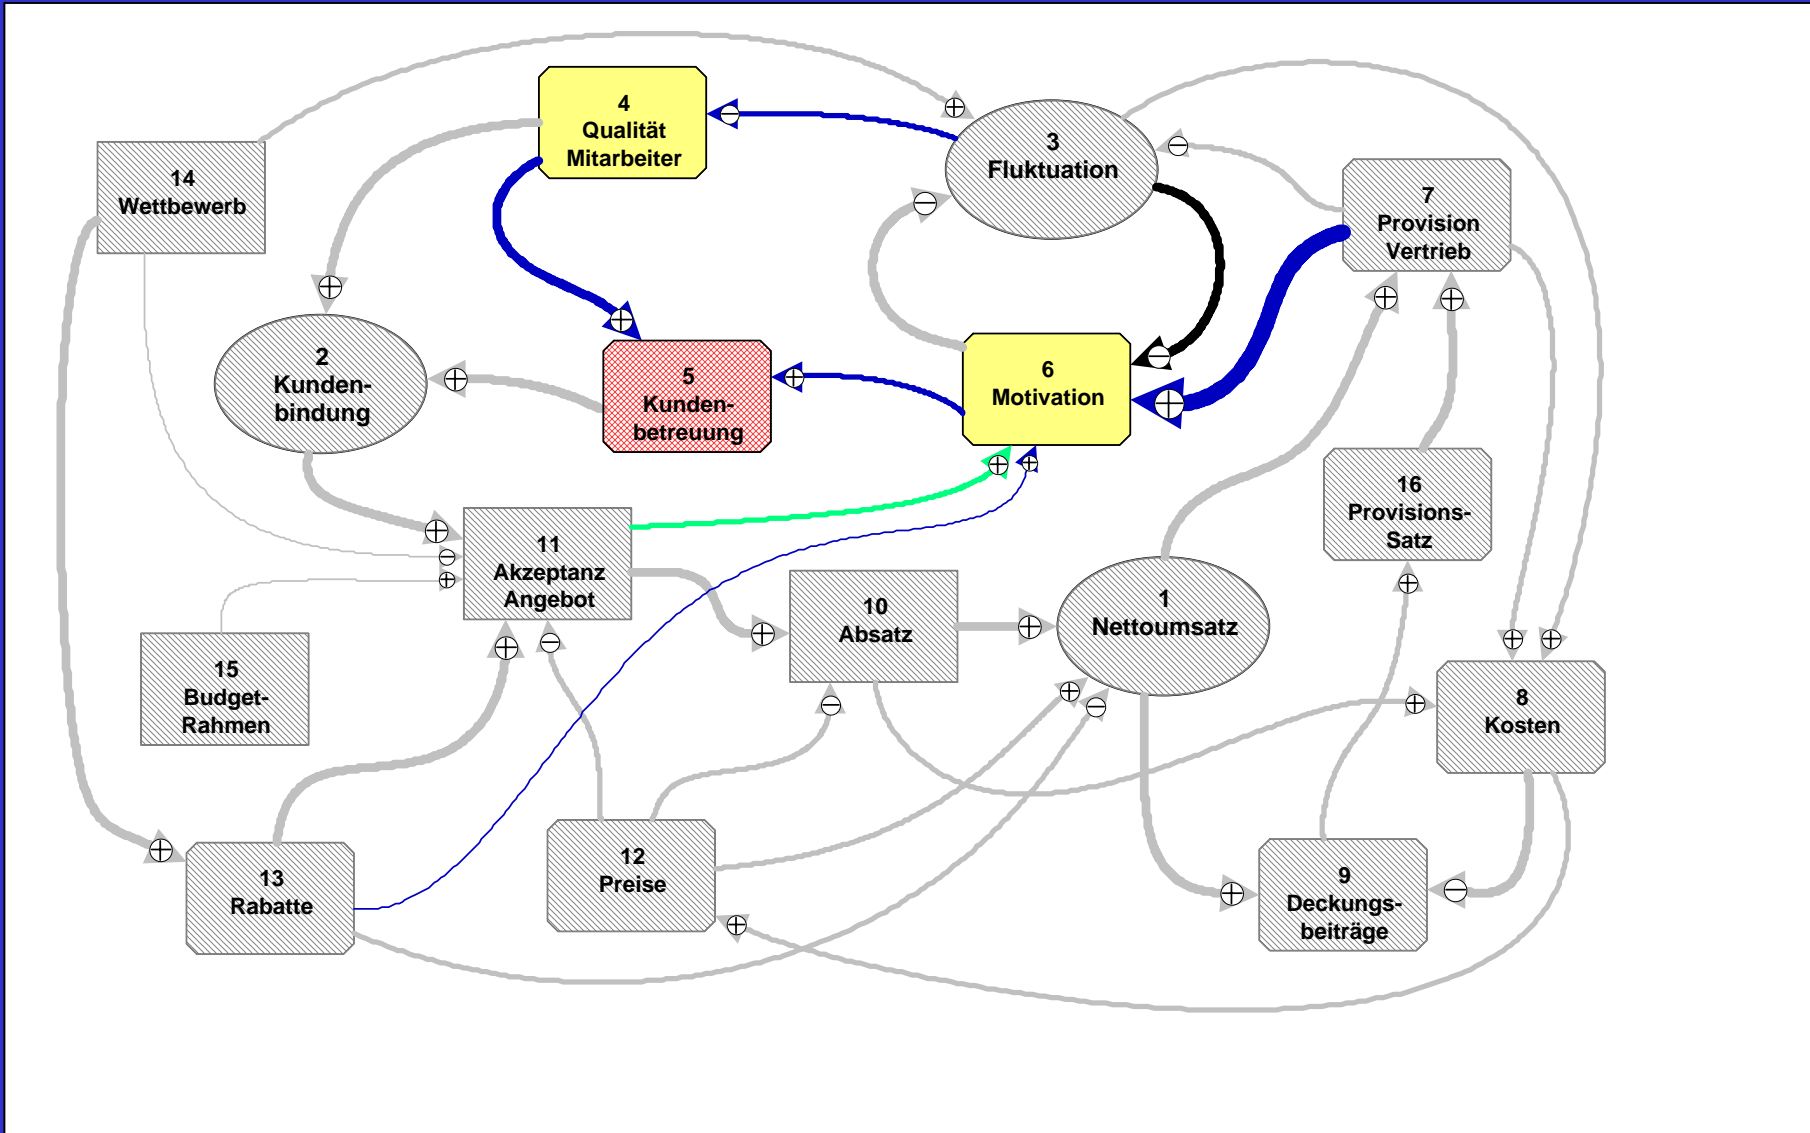 4
Qualität
Mitarbeiter
3
Fluktuation
14
Wettbewerb
7
Provision
Vertrieb
2
Kunden-
bindung
5
Kunden-
betreuung
6
Motivation
16
Provisions-
Satz
11
Akzeptanz
Angebot
10
Absatz
1
Nettoumsatz
15
Budget-
Rahmen
8
Kosten
13
Rabatte
12
Preise
9
Deckungs-
beiträge